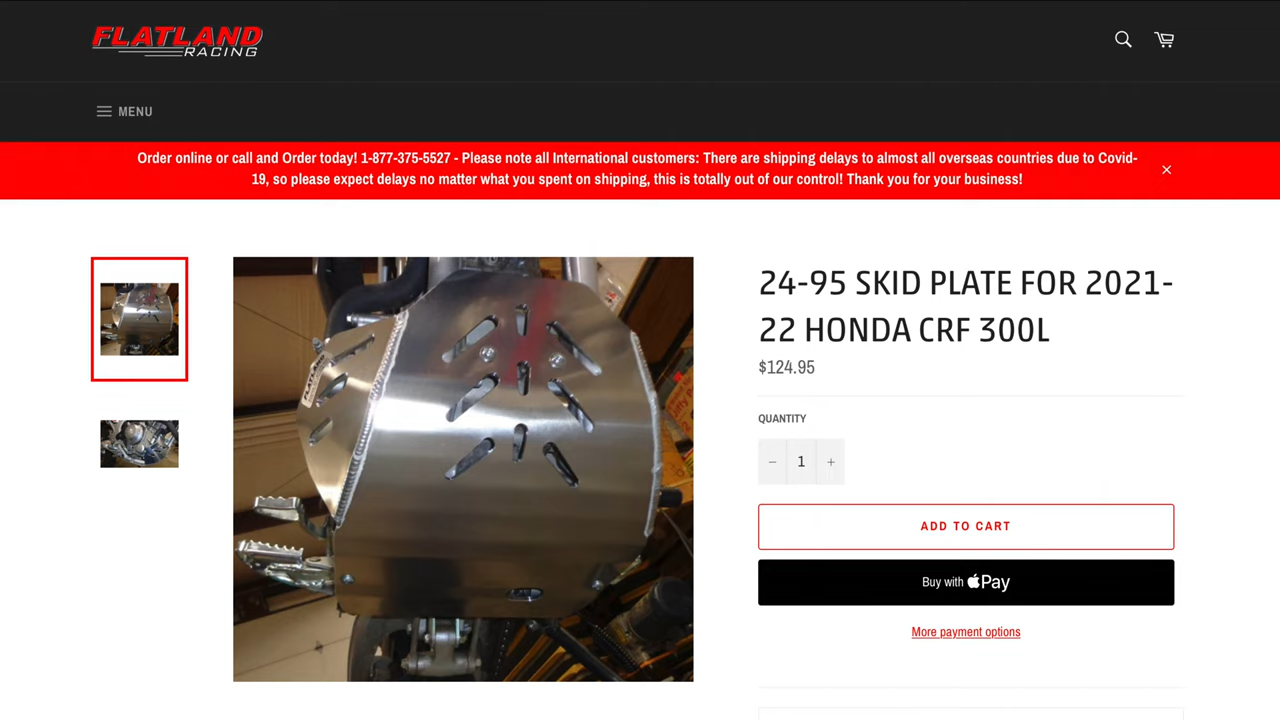 FLATLAND
RACING
MENU
Order online or call and Order today! 1-877-375-5527 - Please note all International customers: There are shipping delays to almost all overseas countries due to Covid-
19, so please expect delays no matter what you spent on shipping, this is totally out of our control! Thank you for your business!
24-95 SKID PLATE FOR 2021-
22 HONDA CRF 300L
$124.95
QUANTITY
− 1 +
ADD TO CART
Buy with Pay
More payment options
FLATLAND